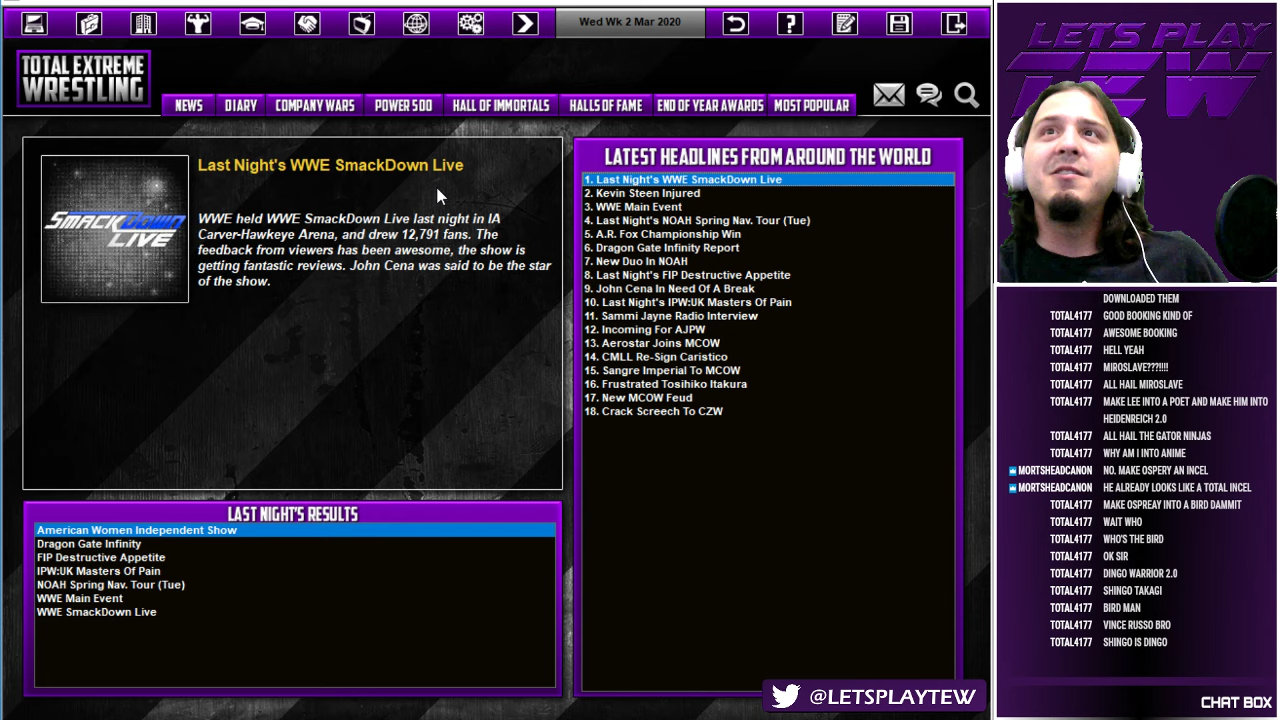 Wed Wk 2 Mar 2020
TOTAL EXTREME
WRESTLING
NEWS
DIARY
COMPANY WARS
POWER 500
HALL OF IMMORTALS
HALLS OF FAME
END OF YEAR AWARDS
MOST POPULAR
Last Night's WWE SmackDown Live
SMACKDOWN
LIVE
WWE held WWE SmackDown Live last night in IA
Carver-Hawkeye Arena, and drew 12,791 fans. The
feedback from viewers has been awesome, the show is
getting fantastic reviews. John Cena was said to be the star
of the show.
LATEST HEADLINES FROM AROUND THE WORLD
1. Last Night's WWE SmackDown Live
2. Kevin Steen Injured
3. WWE Main Event
4. Last Night's NOAH Spring Nav. Tour (Tue)
5. A.R. Fox Championship Win
6. Dragon Gate Infinity Report
7. New Duo In NOAH
8. Last Night's FIP Destructive Appetite
9. John Cena In Need Of A Break
10. Last Night's IPW:UK Masters Of Pain
11. Sammi Jayne Radio Interview
12. Incoming For AJPW
13. Aerostar Joins MCOW
14. CMLL Re-Sign Caristico
15. Sangre Imperial To MCOW
16. Frustrated Tosihiko Itakura
17. New MCOW Feud
18. Crack Screech To CZW
LAST NIGHT'S RESULTS
American Women Independent Show
Dragon Gate Infinity
FIP Destructive Appetite
IPW:UK Masters Of Pain
NOAH Spring Nav. Tour (Tue)
WWE Main Event
WWE SmackDown Live
LETS PLAY
TEW
DOWNLOADED THEM
TOTAL4177 GOOD BOOKING KIND OF
TOTAL4177 AWESOME BOOKING
TOTAL4177 HELL YEAH
TOTAL4177 MIROSLAVE???!!!!
TOTAL4177 ALL HAIL MIROSLAVE
TOTAL4177 MAKE LEE INTO A POET AND MAKE HIM INTO
HEIDENREICH 2.0
TOTAL4177 ALL HAIL THE GATOR NINJAS
TOTAL4177 WHY AM I INTO ANIME
MORTSHEADCANON NO. MAKE OSPERY AN INCEL
MORTSHEADCANON HE ALREADY LOOKS LIKE A TOTAL INCEL
TOTAL4177 MAKE OSPREAY INTO A BIRD DAMMIT
TOTAL4177 WAIT WHO
TOTAL4177 WHO'S THE BIRD
TOTAL4177 OK SIR
TOTAL4177 DINGO WARRIOR 2.0
TOTAL4177 SHINGO TAKAGI
TOTAL4177 BIRD MAN
TOTAL4177 VINCE RUSSO BRO
TOTAL4177 SHINGO IS DINGO
@LETSPLAYTEW
CHAT BOX